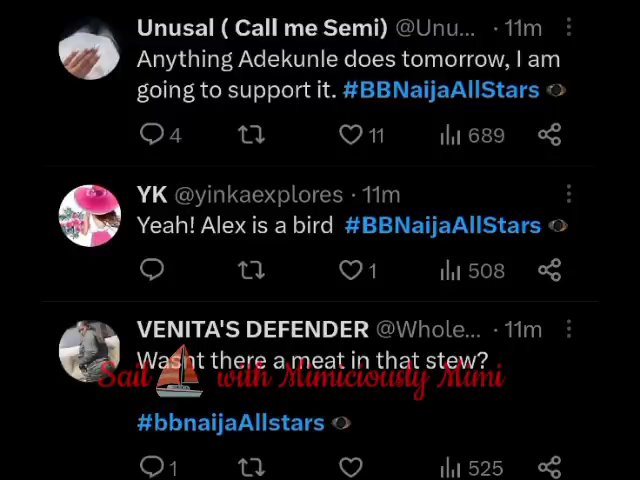 Unusal ( Call me Semi) @Unu... · 11m
Anything Adekunle does tomorrow, I am
going to support it. #BBNaijaAllStars
4 11 689
YK @yinkaexplores · 11m
Yeah! Alex is a bird #BBNaijaAllStars
1 508
VENITA'S DEFENDER @Whole... · 11m
Wasnt there a meat in that stew?
Sail with Mimiciously Mimi
#bbnaijaAllstars
1 525